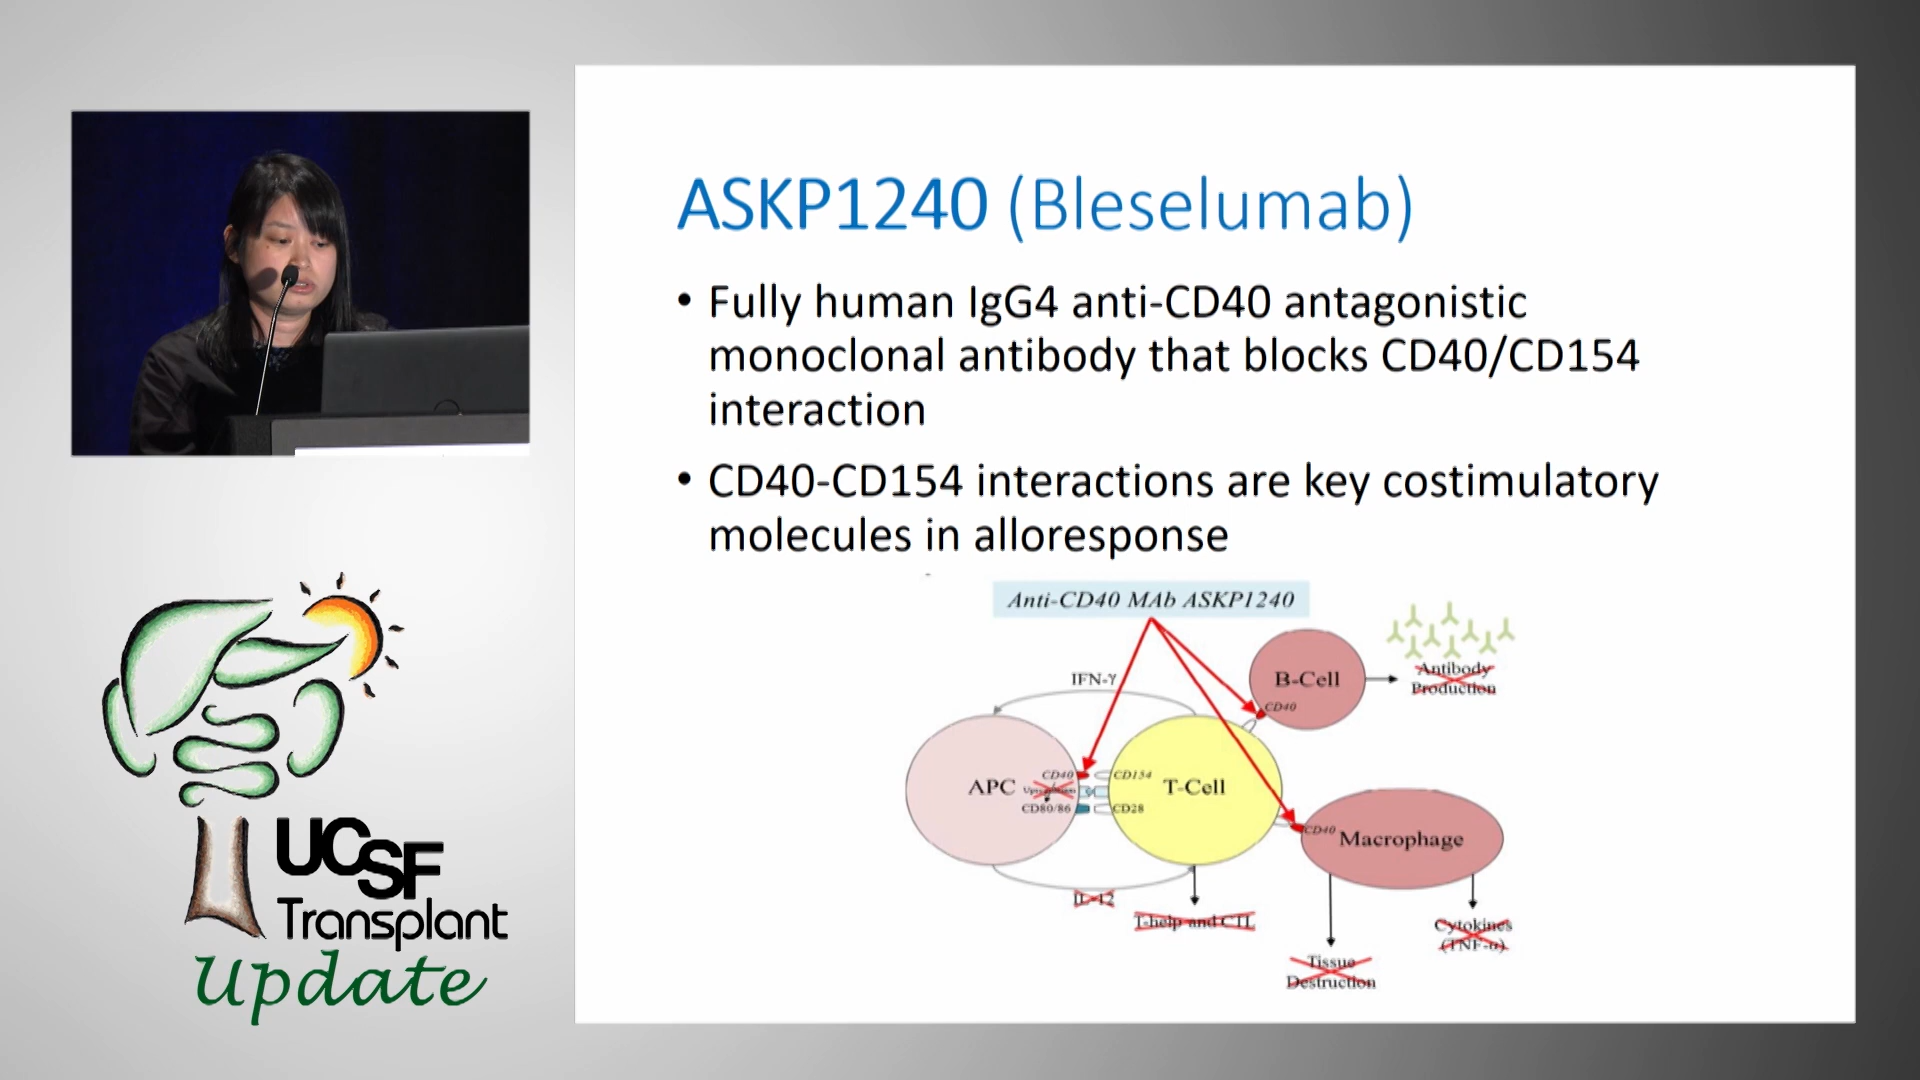 ASKP1240 (Bleselumab)
• Fully human IgG4 anti-CD40 antagonistic
monoclonal antibody that blocks CD40/CD154
interaction
• CD40-CD154 interactions are key costimulatory
molecules in alloresponse
Anti-CD40 MAb ASKP1240
IFN-γ
B-Cell
CD40
Antibody
Production
APC
CD40
CD80/86
CD154
CD28
T-Cell
CD40
Macrophage
IL-12
T-help and CTL
Cytokines
(TNF-α)
Tissue
Destruction
UCSF
Transplant
Update